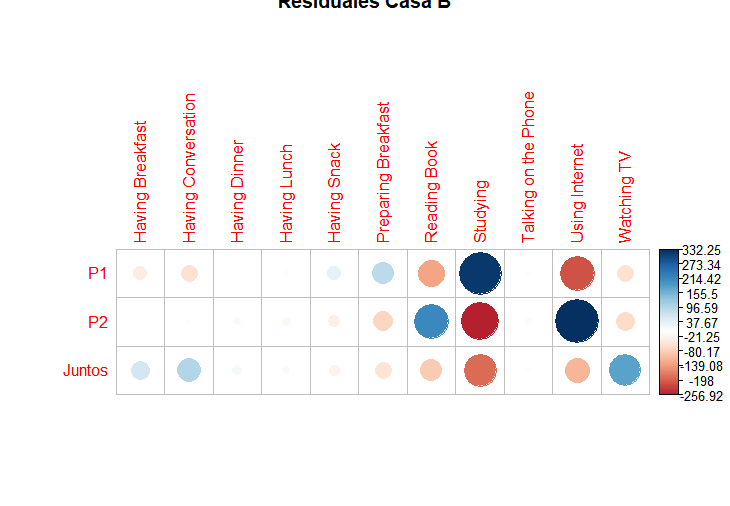 Residuales Casa B
Having Breakfast
Having Conversation
Having Dinner
Having Lunch
Having Snack
Preparing Breakfast
Reading Book
Studying
Talking on the Phone
Using Internet
Watching TV
P1
P2
Juntos
332.25
273.34
214.42
155.5
96.59
37.67
-21.25
-80.17
-139.08
-198
-256.92